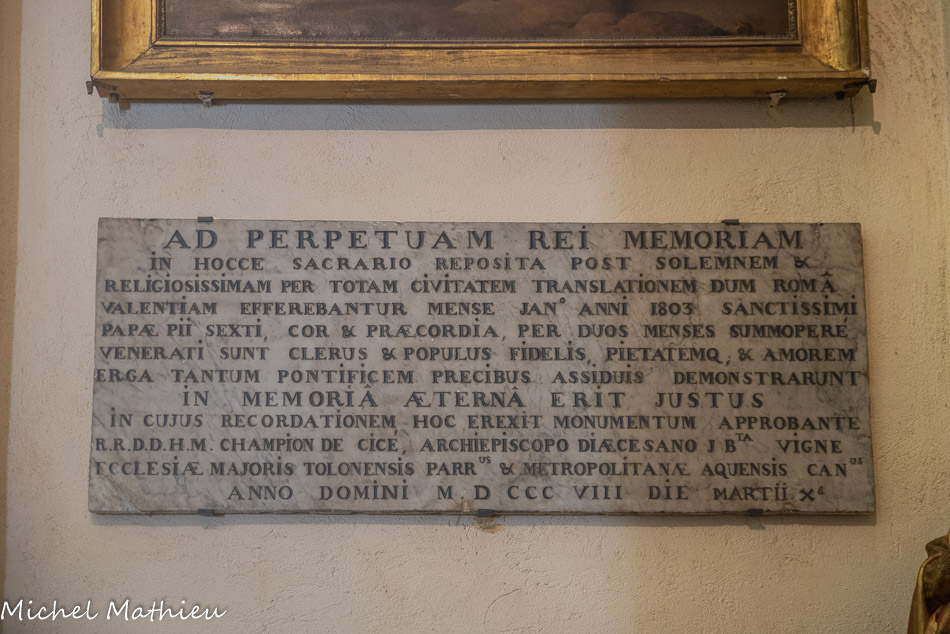 AD PERPETUAM REI MEMORIAM
IN HOCCE SACRARIO REPOSITA POST SOLEMNEM &
RELIGIOSISSIMAM PER TOTAM CIVITATEM TRANSLATIONEM DUM ROMÂ
VALENTIAM EFFEREBANTUR MENSE JAN° ANNI 1803 SANCTISSIMI
PAPÆ PII SEXTI, COR & PRÆCORDIA, PER DUOS MENSES SUMMOPERE
VENERATI SUNT CLERUS & POPULUS FIDELIS, PIETATEMQ, & AMOREM
ERGA TANTUM PONTIFICEM PRECIBUS ASSIDUIS DEMONSTRARUNT
IN MEMORIÂ ÆTERNÂ ERIT JUSTUS
IN CUJUS RECORDATIONEM HOC EREXIT MONUMENTUM APPROBANTE
R.R.D.D.H.M. CHAMPION DE CICE, ARCHIEPISCOPO DIÆCESANO J BTA VIGNE
ECCLESIÆ MAJORIS TOLONENSIS PARRUS & METROPOLITANÆ AQUENSIS CANUS
ANNO DOMINI M. D CCC VIII DIE MARTII
Michel Mathieu